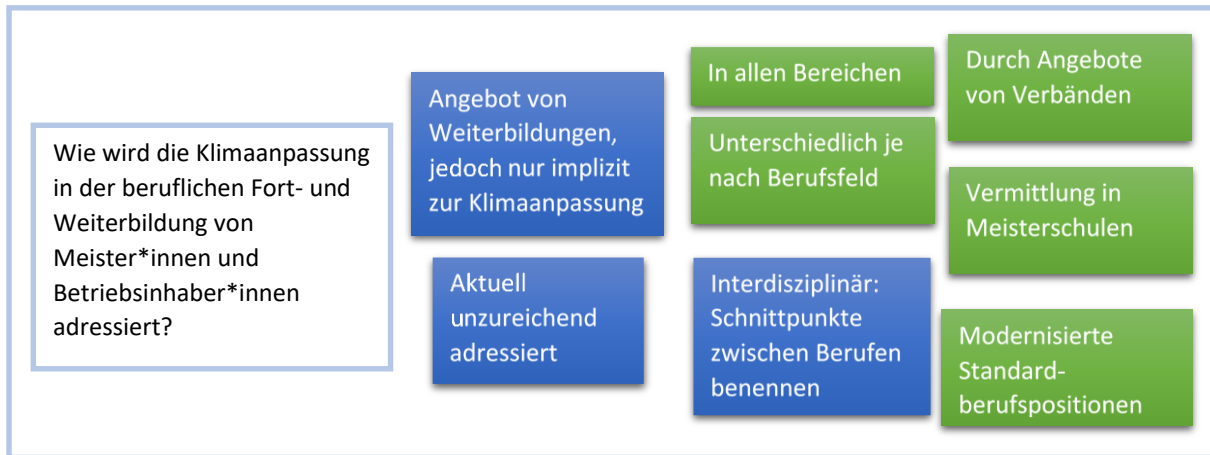 Wie wird die Klimaanpassung
in der beruflichen Fort- und
Weiterbildung von
Meister*innen und
Betriebsinhaber*innen
adressiert?
Angebot von
Weiterbildungen,
jedoch nur implizit
zur Klimaanpassung
Aktuell
unzureichend
adressiert
In allen Bereichen
Unterschiedlich je
nach Berufsfeld
Interdisziplinär:
Schnittpunkte
zwischen Berufen
benennen
Durch Angebote
von Verbänden
Vermittlung in
Meisterschulen
Modernisierte
Standard-
berufspositionen